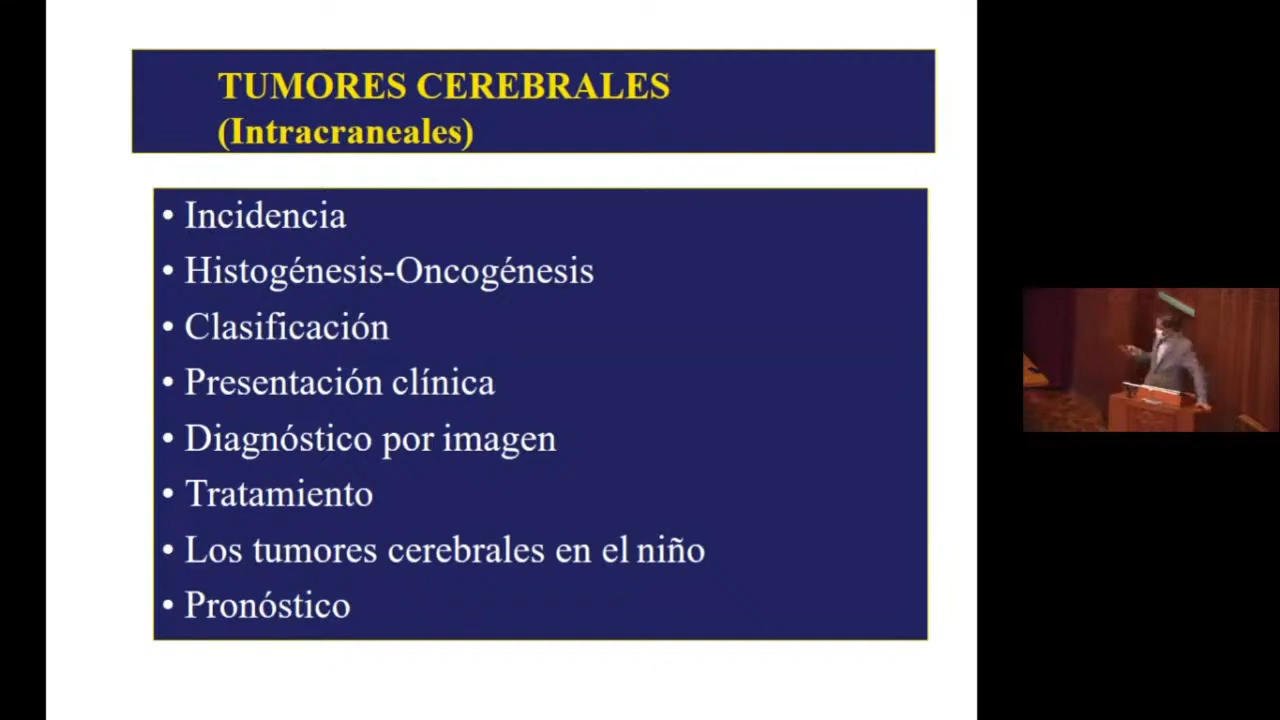 TUMORES CEREBRALES
(Intracraneales)
• Incidencia
• Histogénesis-Oncogénesis
• Clasificación
• Presentación clínica
• Diagnóstico por imagen
• Tratamiento
• Los tumores cerebrales en el niño
• Pronóstico